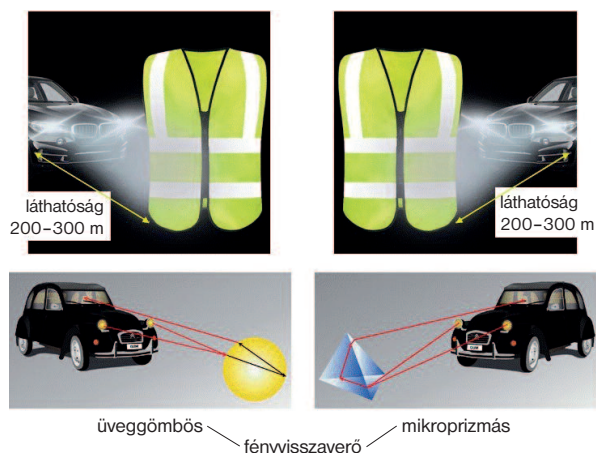 láthatóság
200–300 m
láthatóság
200–300 m
üveggömbös
mikroprizmás
fényvisszaverő